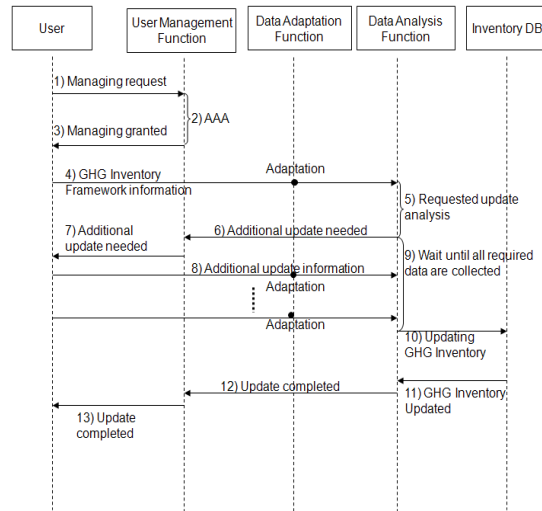 User
User Management
Function
Data Adaptation
Function
Data Analysis
Function
Inventory DB
1) Managing request
2) AAA
3) Managing granted
4) GHG Inventory
Framework information
Adaptation
5) Requested update
analysis
6) Additional update needed
7) Additional
update needed
8) Additional update information
Adaptation
9) Wait until all required
data are collected
Adaptation
10) Updating
GHG Inventory
11) GHG Inventory
Updated
12) Update completed
13) Update
completed